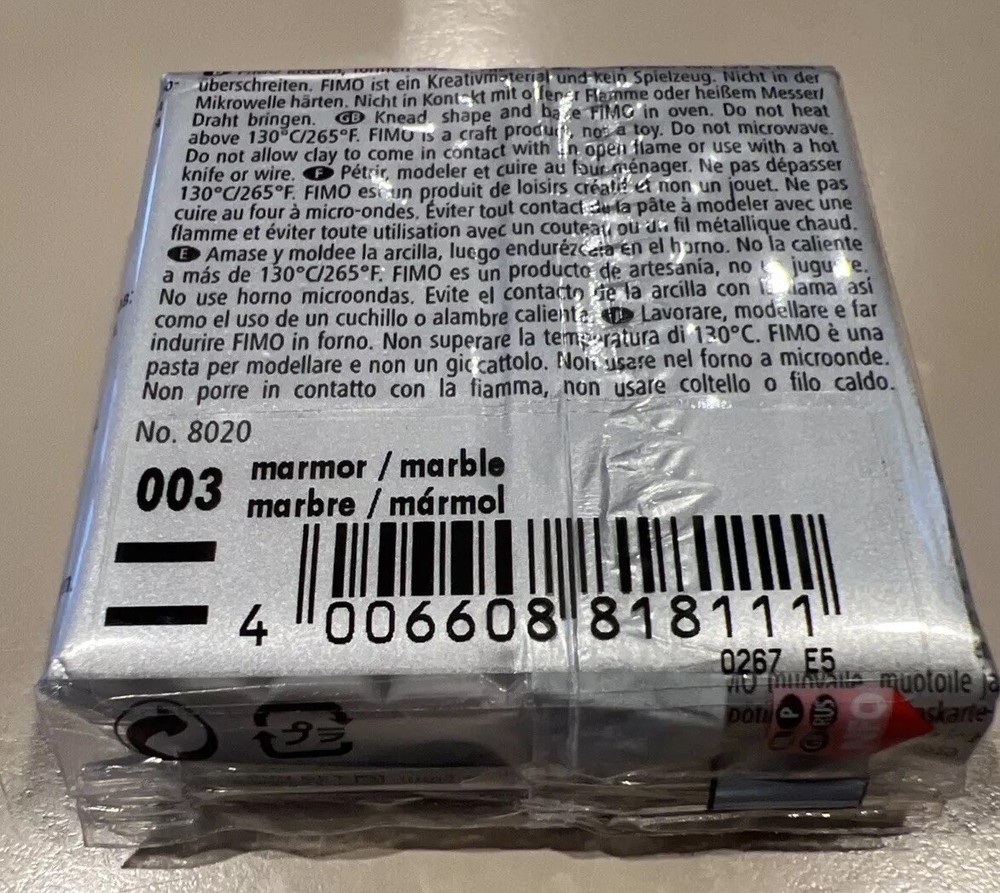 überschreiten. FIMO ist ein Kreativmaterial und kein Spielzeug. Nicht in der
Mikrowelle härten. Nicht in Kontakt mit offener Flamme oder heißem Messer/
Draht bringen. GB Knead, shape and bake FIMO in oven. Do not heat
above 130°C/265°F. FIMO is a craft product, not a toy. Do not microwave.
Do not allow clay to come in contact with an open flame or use with a hot
knife or wire. F Pétrir, modeler et cuire au four ménager. Ne pas dépasser
130°C/265°F. FIMO est un produit de loisirs créatif et non un jouet. Ne pas
cuire au four à micro-ondes. Éviter tout contact de la pâte à modeler avec une
flamme et éviter toute utilisation avec un couteau ou un fil métallique chaud.
E Amase y moldee la arcilla, luego endurézcala en el horno. No la caliente
a más de 130°C/265°F. FIMO es un producto de artesanía, no un juguete.
No use horno microondas. Evite el contacto de la arcilla con la llama así
como el uso de un cuchillo o alambre caliente. I Lavorare, modellare e far
indurire FIMO in forno. Non superare la temperatura di 130°C. FIMO è una
pasta per modellare e non un giocattolo. Non usare nel forno a microonde.
Non porre in contatto con la fiamma, non usare coltello o filo caldo.
No. 8020
003 marmor / marble
marbre / mármol
4 006608 818111
0267 E5
muotoile ja
P
RUS